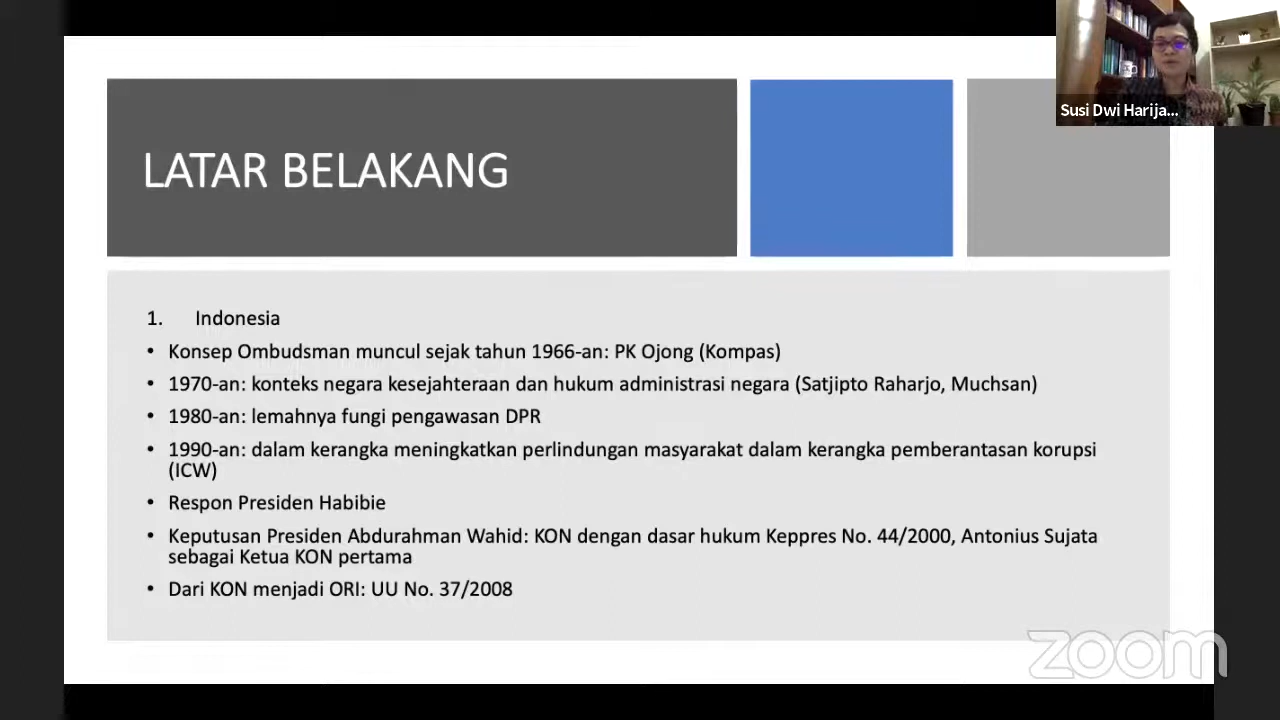 Susi Dwi Harija...
LATAR BELAKANG
1. Indonesia
• Konsep Ombudsman muncul sejak tahun 1966-an: PK Ojong (Kompas)
• 1970-an: konteks negara kesejahteraan dan hukum administrasi negara (Satjipto Raharjo, Muchsan)
• 1980-an: lemahnya fungi pengawasan DPR
• 1990-an: dalam kerangka meningkatkan perlindungan masyarakat dalam kerangka pemberantasan korupsi
(ICW)
• Respon Presiden Habibie
• Keputusan Presiden Abdurahman Wahid: KON dengan dasar hukum Keppres No. 44/2000, Antonius Sujata
sebagai Ketua KON pertama
• Dari KON menjadi ORI: UU No. 37/2008
zoom